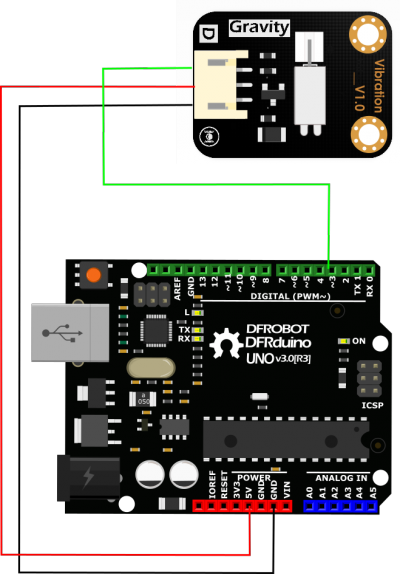 D
Gravity
Vibration
_V1.0
AREF
GND
13
12
~11
~10
~9
8
7
~6
~5
4
~3
2
TX 1
RX 0
DIGITAL (PWM~)
L
TX
RX
DFROBOT
DFRduino
UNO v3.0[R3]
ON
ICSP
a
050
POWER
ANALOG IN
IOREF
RESET
3V3
5V
GND
GND
VIN
A0
A1
A2
A3
A4
A5